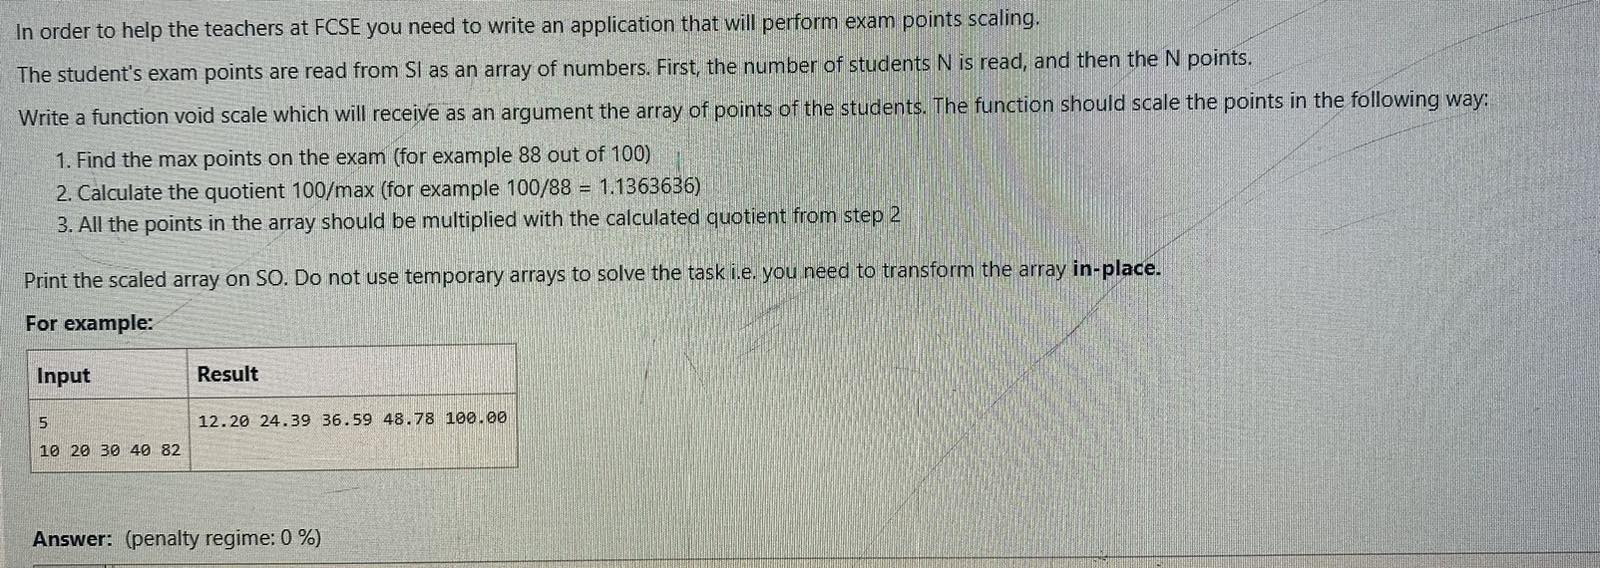 In order to help the teachers at FCSE you need to write an application that will perform exam points scaling.
The student's exam points are read from SI as an array of numbers. First, the number of students N is read, and then the N points.
Write a function void scale which will receive as an argument the array of points of the students. The function should scale the points in the following way:
1. Find the max points on the exam (for example 88 out of 100)
2. Calculate the quotient 100/max (for example 100/88 = 1.1363636)
3. All the points in the array should be multiplied with the calculated quotient from step 2
Print the scaled array on SO. Do not use temporary arrays to solve the task i.e. you need to transform the array in-place.
For example:
Input Result
5 12.20 24.39 36.59 48.78 100.00
10 20 30 40 82
Answer: (penalty regime: 0 %)